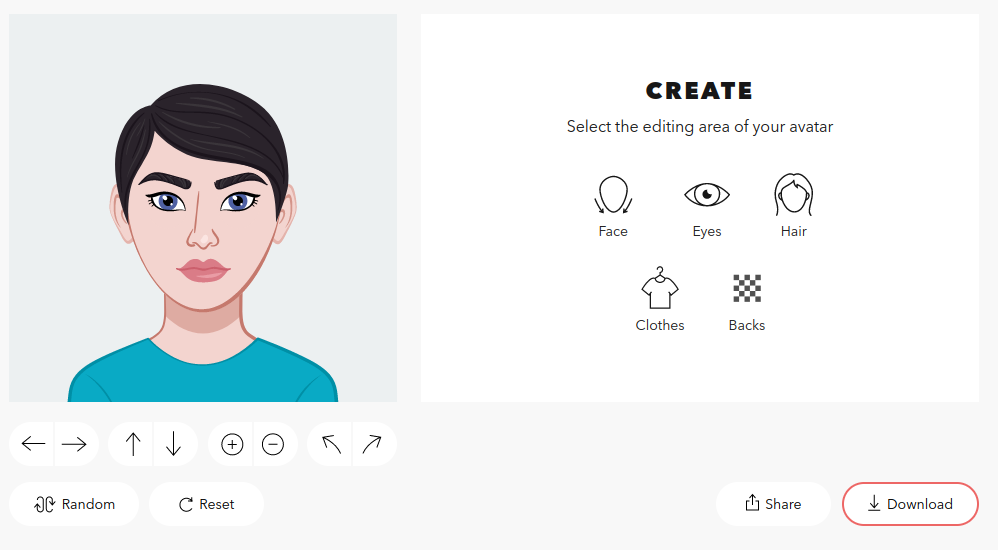 CREATE
Select the editing area of your avatar
Face
Eyes
Hair
Clothes
Backs
Random
Reset
Share
Download